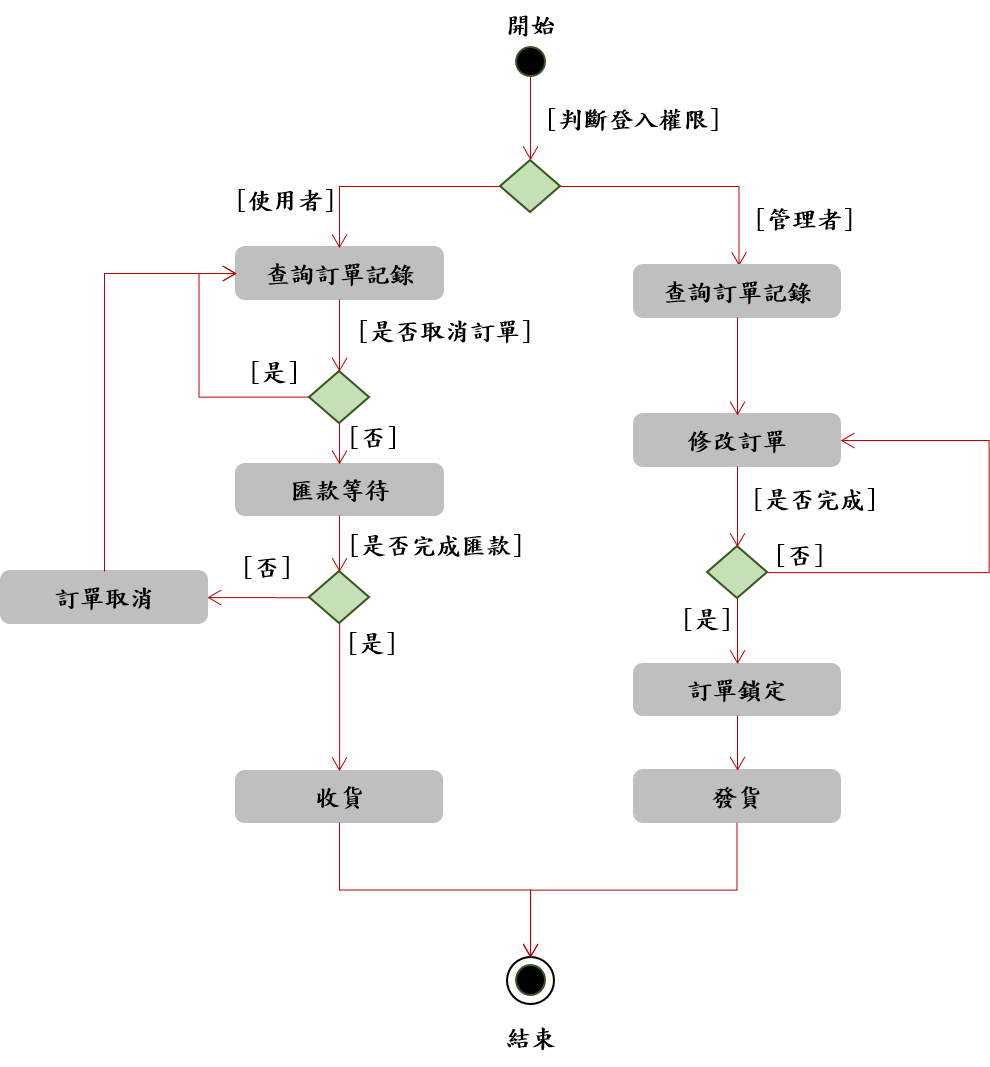 開始
[判斷登入權限]
[使用者]
[管理者]
查詢訂單記錄
查詢訂單記錄
[是否取消訂單]
[是]
[否]
修改訂單
匯款等待
[是否完成]
[是否完成匯款]
[否]
[否]
訂單取消
[是]
[是]
訂單鎖定
收貨
發貨
結束